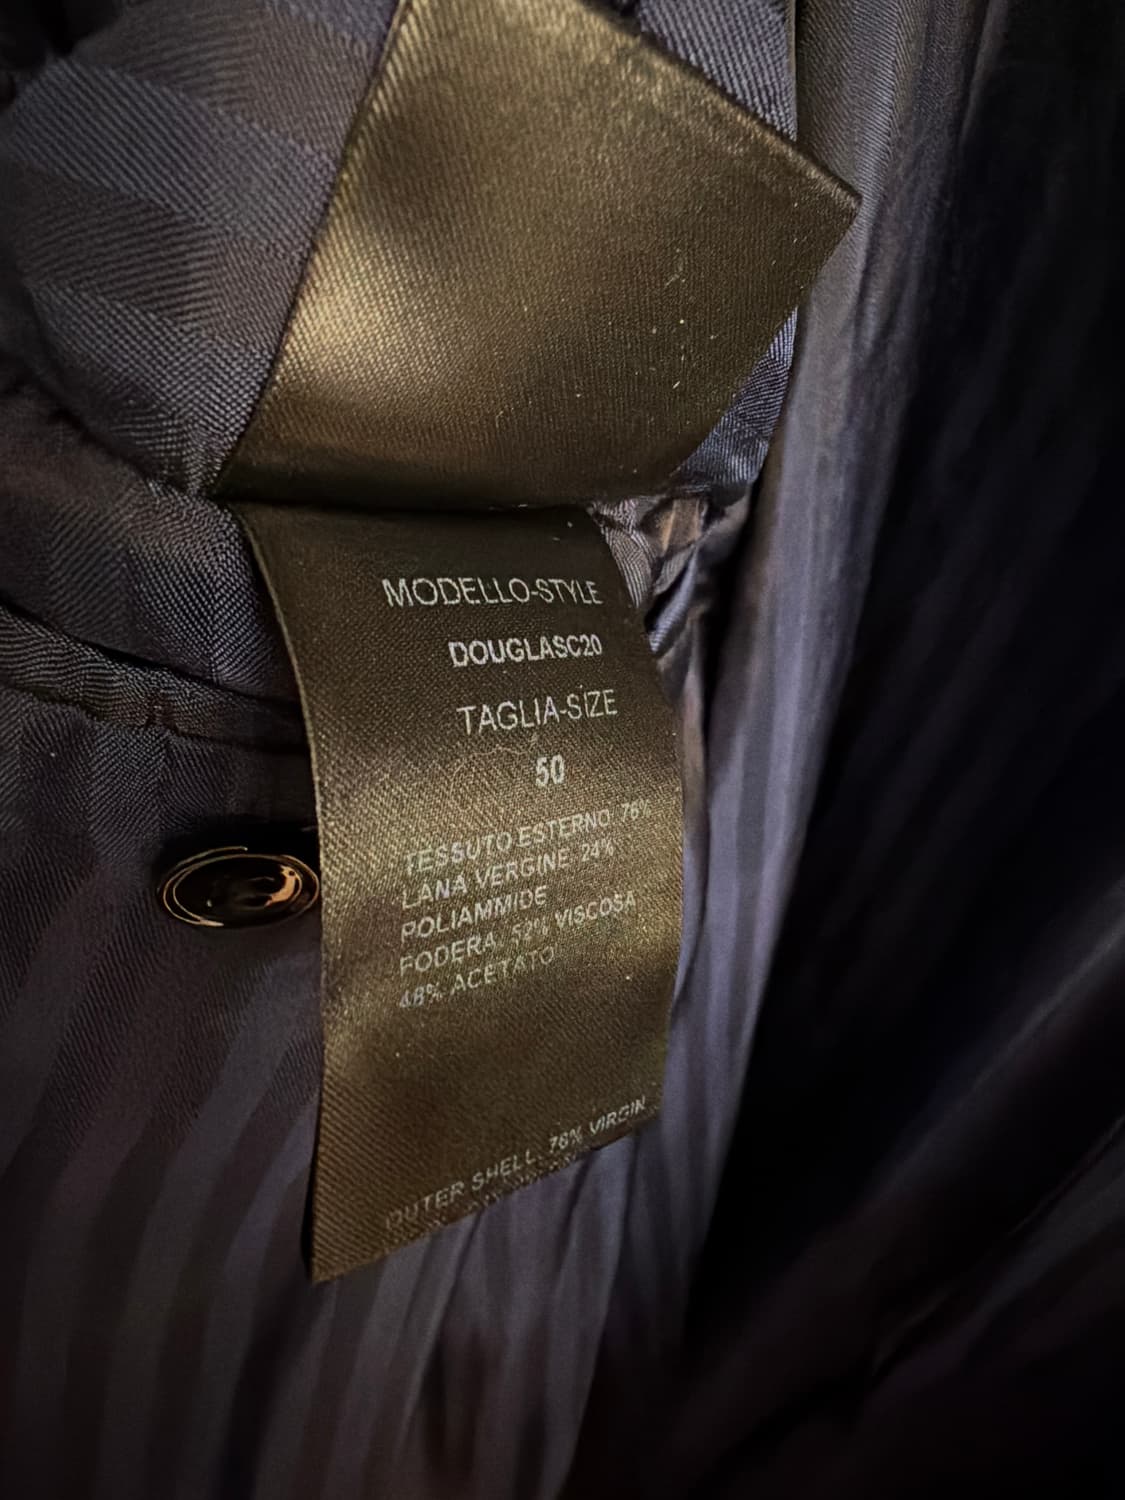 MODELLO-STYLE
DOUGLASC20
TAGLIA-SIZE
50
TESSUTO ESTERNO: 76%
LANA VERGINE 24%
POLIAMMIDE
FODERA: 52% VISCOSA
48% ACETATO
OUTER SHELL: 76% VIRGIN